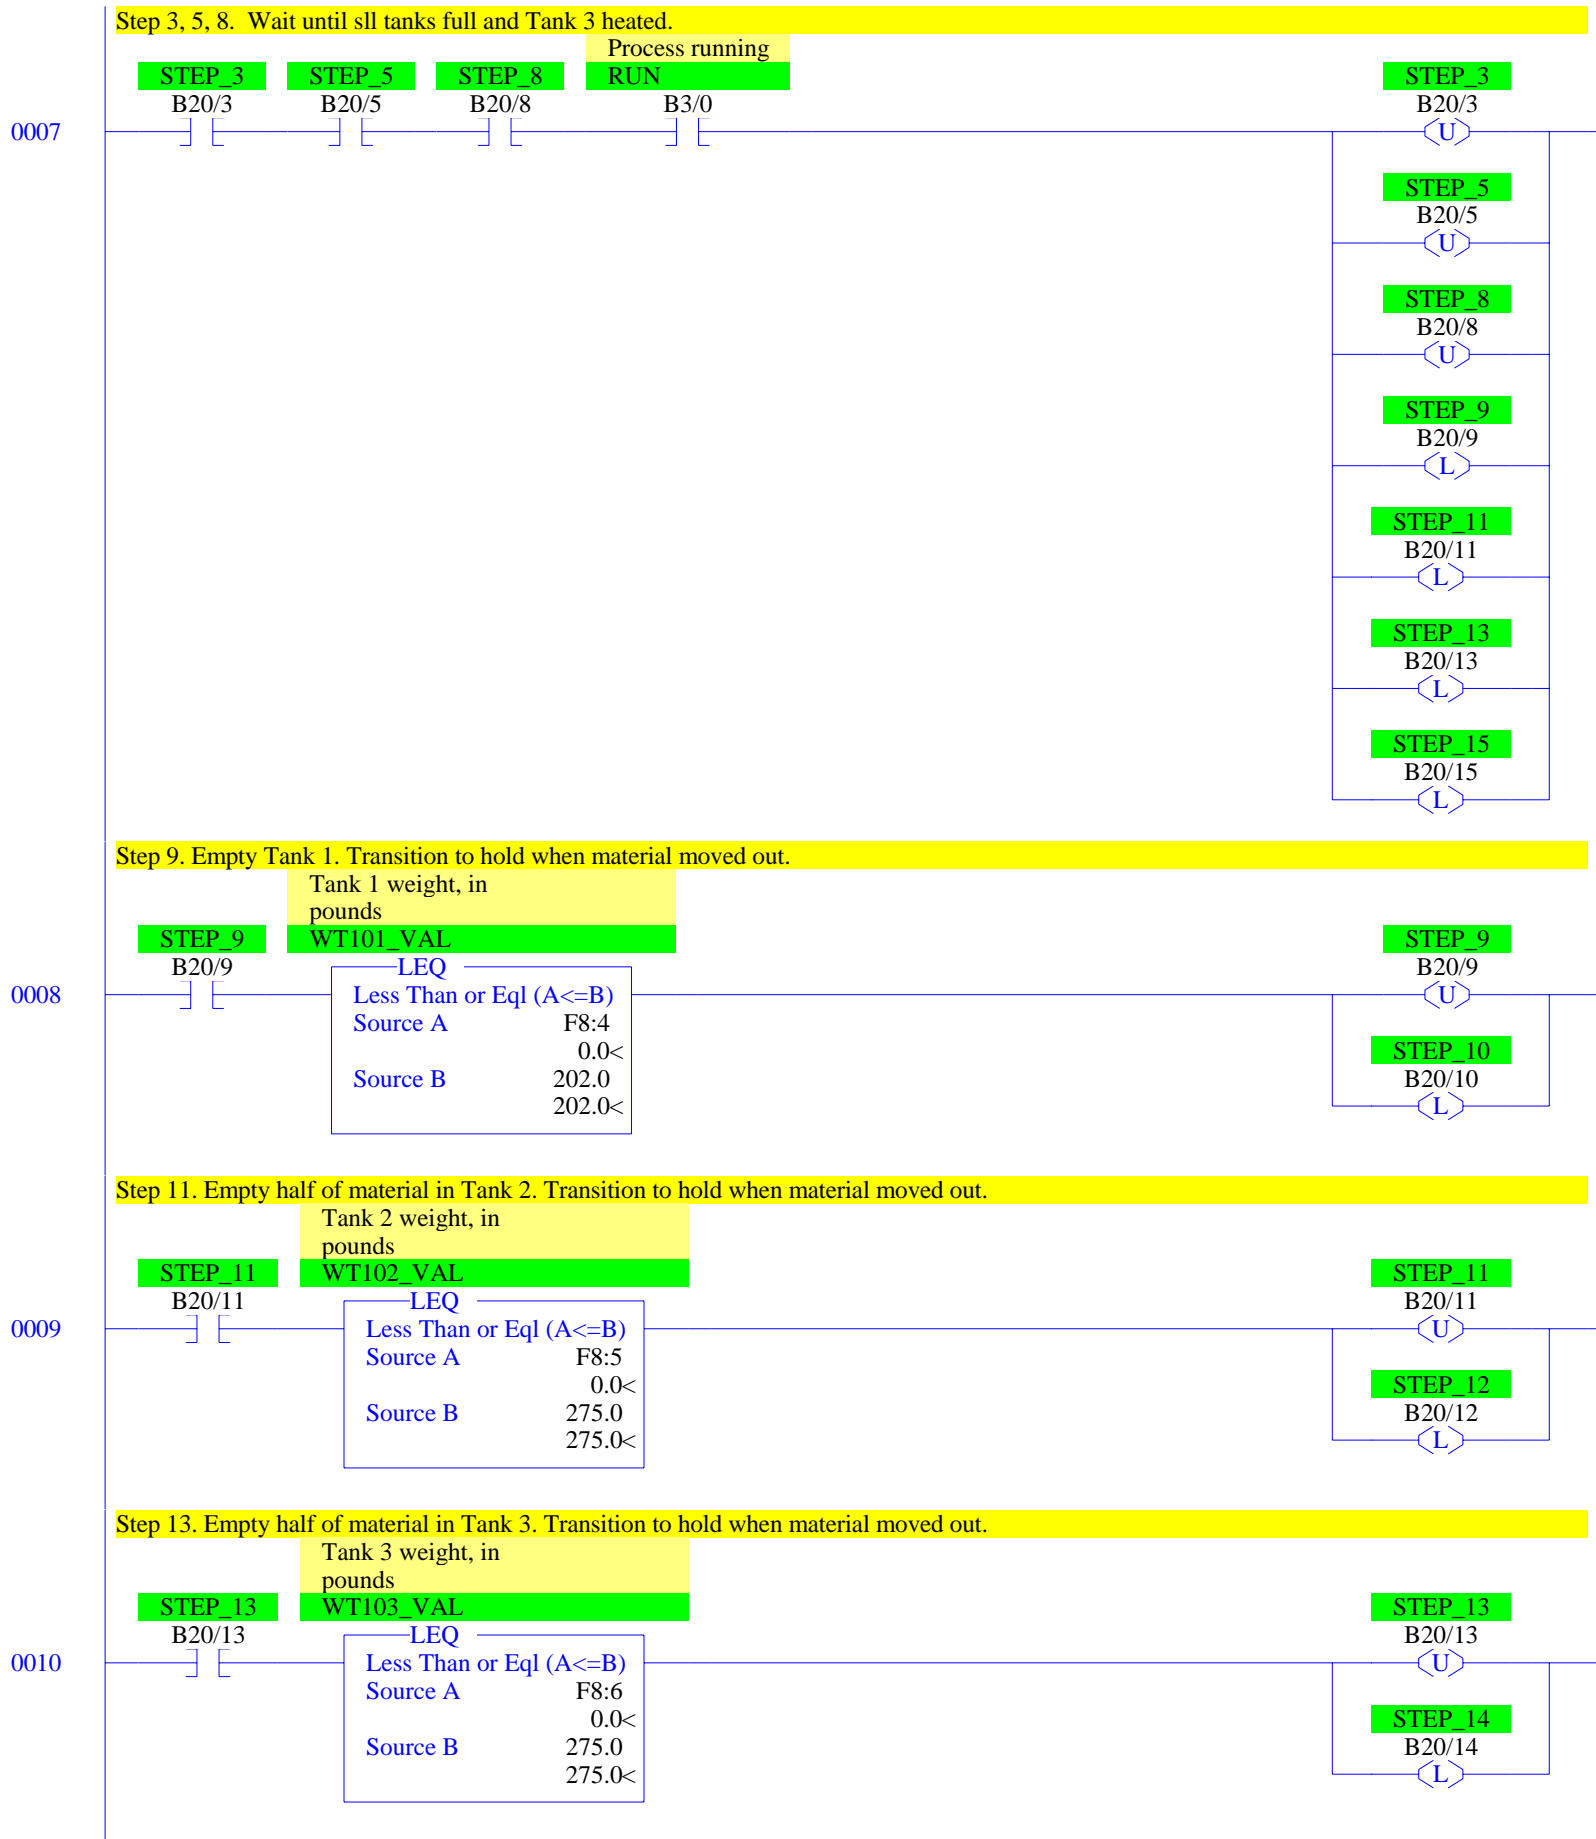 Step 3, 5, 8.  Wait until sll tanks full and Tank 3 heated.
Process running
STEP_3 STEP_5 STEP_8 RUN STEP_3
B20/3 B20/5 B20/8 B3/0 B20/3
0007 U
STEP_5
B20/5
U
STEP_8
B20/8
U
STEP_9
B20/9
L
STEP_11
B20/11
L
STEP_13
B20/13
L
STEP_15
B20/15
L
Step 9. Empty Tank 1. Transition to hold when material moved out.
Tank 1 weight, in
pounds
STEP_9 WT101_VAL STEP_9
B20/9 LEQ B20/9
0008 Less Than or Eql (A<=B) U
Source A F8:4
0.0<
STEP_10
Source B 202.0 B20/10
202.0< L
Step 11. Empty half of material in Tank 2. Transition to hold when material moved out.
Tank 2 weight, in
pounds
STEP_11 WT102_VAL STEP_11
B20/11 LEQ B20/11
0009 Less Than or Eql (A<=B) U
Source A F8:5
0.0<
STEP_12
Source B 275.0 B20/12
275.0< L
Step 13. Empty half of material in Tank 3. Transition to hold when material moved out.
Tank 3 weight, in
pounds
STEP_13 WT103_VAL STEP_13
B20/13 LEQ B20/13
0010 Less Than or Eql (A<=B) U
Source A F8:6
0.0<
STEP_14
Source B 275.0 B20/14
275.0< L